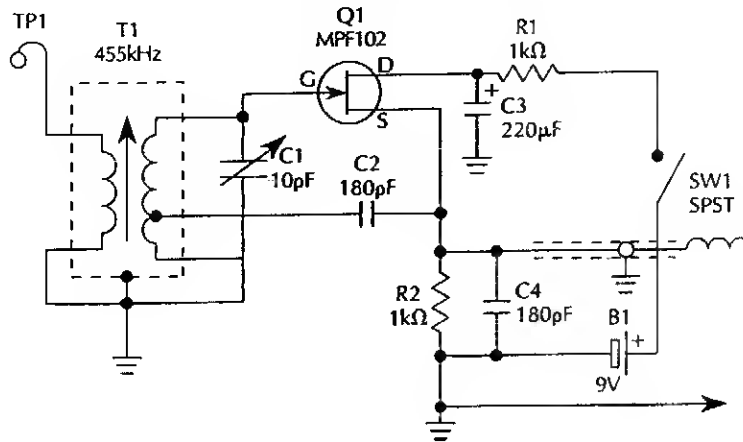 TP1
T1
455kHz
Q1
MPF102
G
D
S
R1
1kΩ
+
C3
220µF
C1
10pF
C2
180pF
SW1
SPST
R2
1kΩ
C4
180pF
B1
+
9V